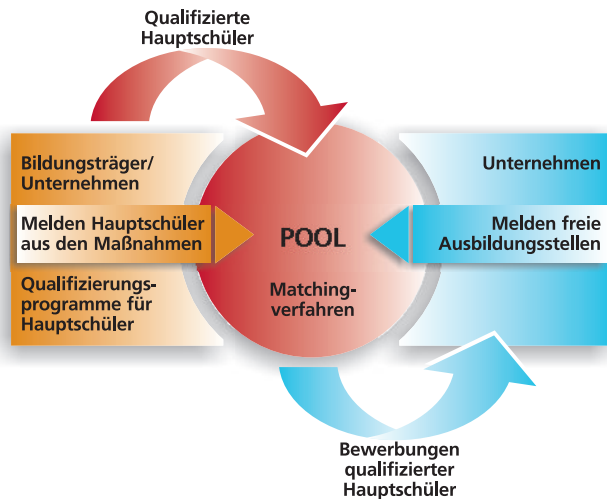 Qualifizierte
Hauptschüler
Bildungsträger/
Unternehmen
Melden Hauptschüler
aus den Maßnahmen
Qualifizierungs-
programme für
Hauptschüler
POOL
Matching-
verfahren
Unternehmen
Melden freie
Ausbildungsstellen
Bewerbungen
qualifizierter
Hauptschüler